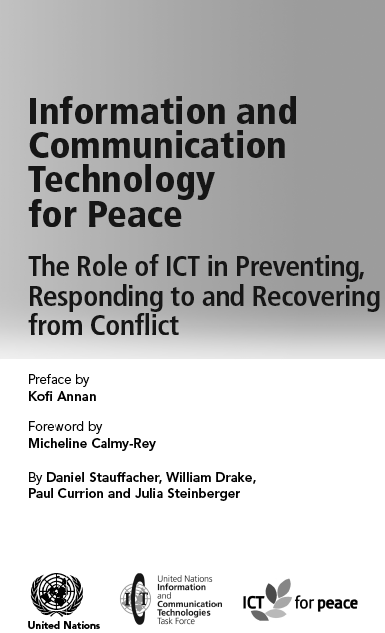 Information and
Communication
Technology
for Peace
The Role of ICT in Preventing,
Responding to and Recovering
from Conflict
Preface by
Kofi Annan
Foreword by
Micheline Calmy-Rey
By Daniel Stauffacher, William Drake,
Paul Currion and Julia Steinberger
United Nations
ICT
United Nations
Information
and
Communication
Technologies
Task Force
ICT for peace